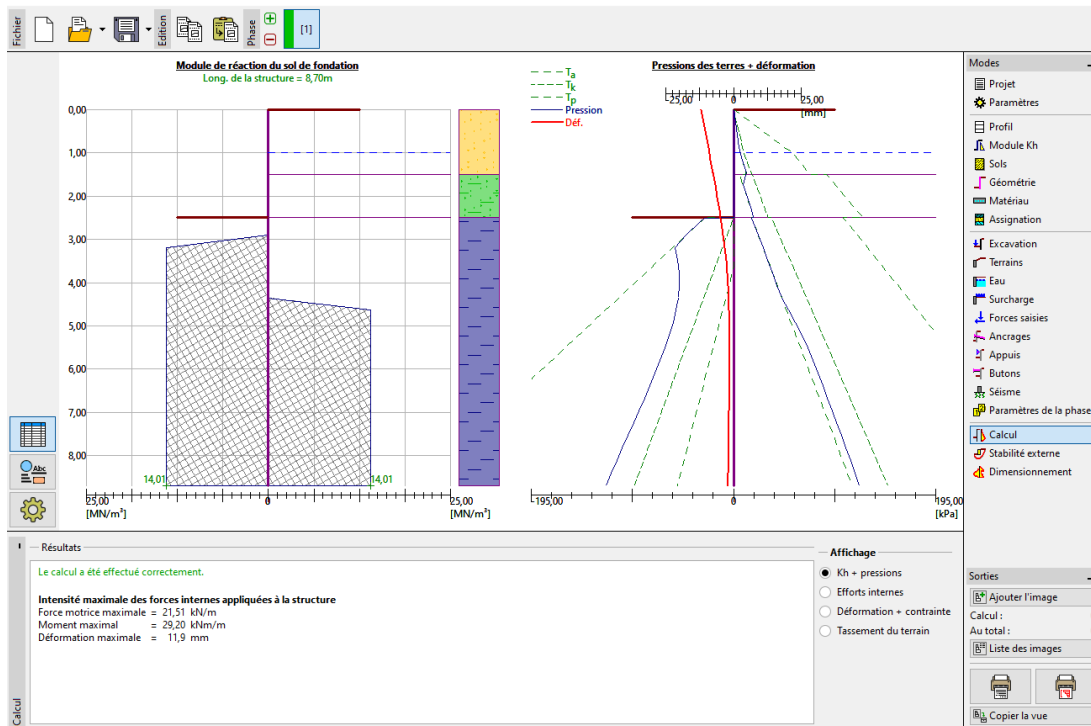 Fichier
Edition
Phase
[1]
Module de réaction du sol de fondation
Long. de la structure = 8,70m
0,00
1,00
2,00
3,00
4,00
5,00
6,00
7,00
8,00
14,01
14,01
25,00
0
25,00
[MN/m³]
[MN/m³]
Pressions des terres + déformation
Ta
Tk
Tp
Pression
Déf.
-25,00
0
25,00
[mm]
-195,00
0
195,00
[kPa]
Modes
Projet
Paramètres
Profil
Module Kh
Sols
Géométrie
Matériau
Assignation
Excavation
Terrains
Eau
Surcharge
Forces saisies
Ancrages
Appuis
Butons
Séisme
Paramètres de la phase
Calcul
Stabilité externe
Dimensionnement
Abc
Calcul
Résultats
Le calcul a été effectué correctement.
Intensité maximale des forces internes appliquées à la structure
Force motrice maximale = 21,51 kN/m
Moment maximal = 29,20 kNm/m
Déformation maximale = 11,9 mm
Affichage
Kh + pressions
Efforts internes
Déformation + contrainte
Tassement du terrain
Sorties
Ajouter l'image
Calcul :
Au total :
Liste des images
Copier la vue